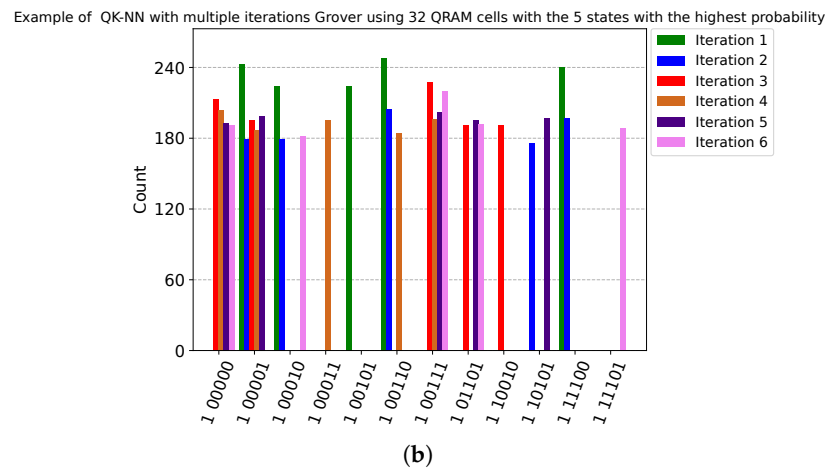 Example of QK-NN with multiple iterations Grover using 32 QRAM cells with the 5 states with the highest probability
Iteration 1
Iteration 2
Iteration 3
Iteration 4
Iteration 5
Iteration 6
Count
240
180
120
60
0
1 00000
1 00001
1 00010
1 00011
1 00101
1 00110
1 00111
1 01101
1 10010
1 10101
1 11100
1 11101
(b)